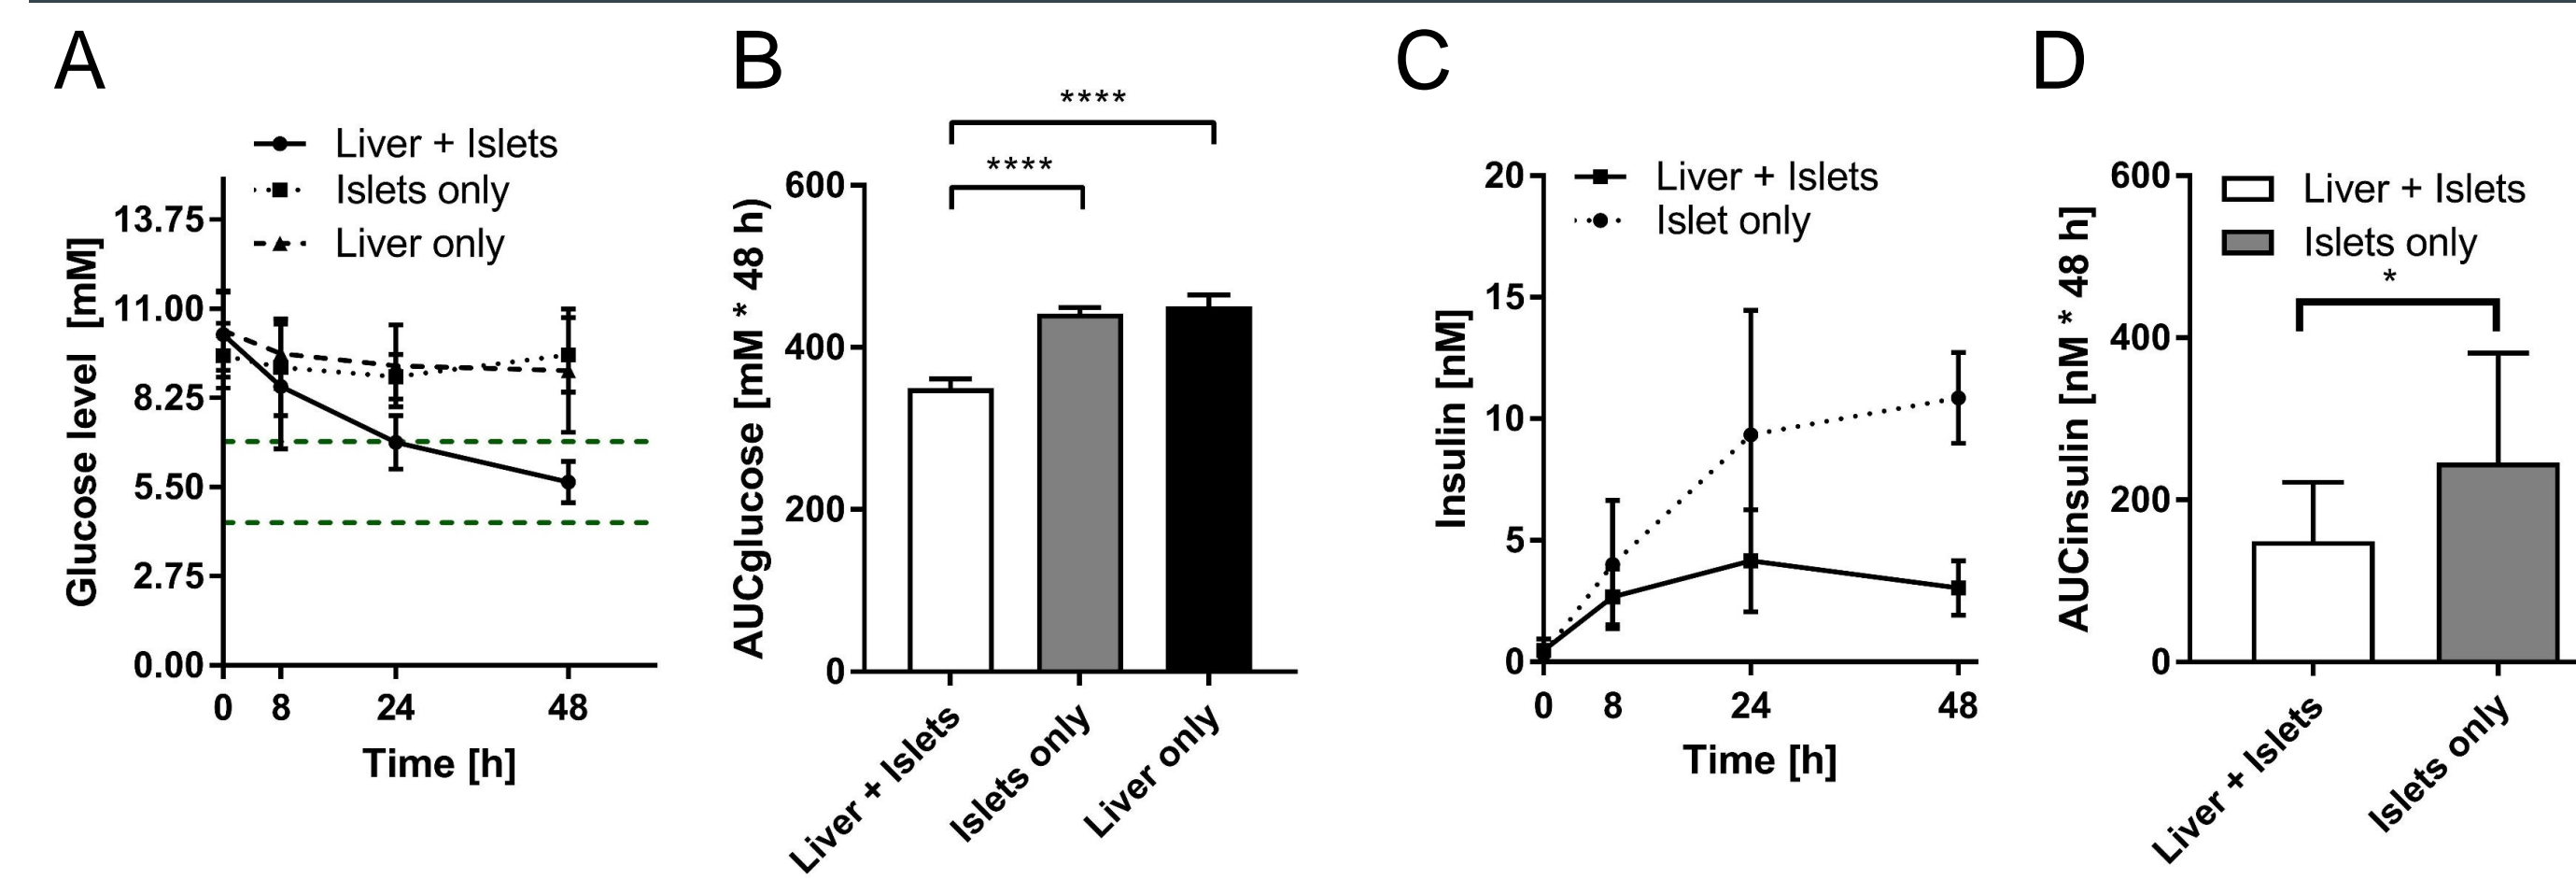 A
Liver + Islets
Islets only
Liver only
Glucose level [mM]
13.75
11.00
8.25
5.50
2.75
0.00
0 8 24 48
Time [h]
B
****
****
AUCglucose [mM * 48 h)
600
400
200
0
Liver + Islets
Islets only
Liver only
C
Liver + Islets
Islet only
Insulin [nM]
20
15
10
5
0
0 8 24 48
Time [h]
D
Liver + Islets
Islets only
*
AUCinsulin [nM * 48 h]
600
400
200
0
Liver + Islets
Islets only